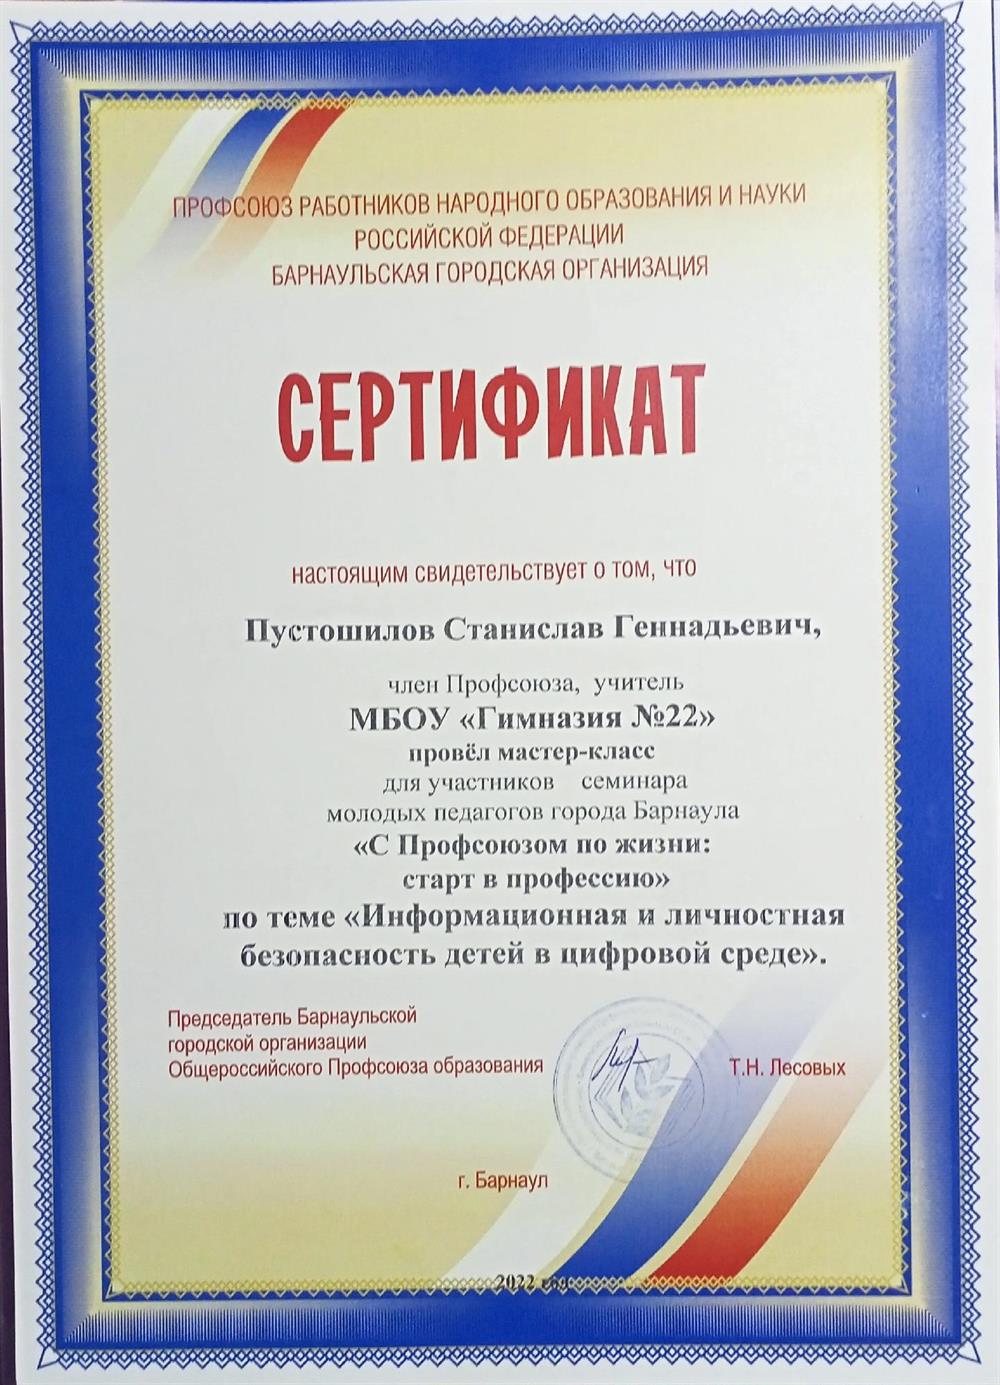 ПРОФСОЮЗ РАБОТНИКОВ НАРОДНОГО ОБРАЗОВАНИЯ И НАУКИ
РОССИЙСКОЙ ФЕДЕРАЦИИ
БАРНАУЛЬСКАЯ ГОРОДСКАЯ ОРГАНИЗАЦИЯ
СЕРТИФИКАТ
настоящим свидетельствует о том, что
Пустошилов Станислав Геннадьевич,
член Профсоюза, учитель
МБОУ «Гимназия №22»
провёл мастер-класс
для участников семинара
молодых педагогов города Барнаула
«С Профсоюзом по жизни:
старт в профессию»
по теме «Информационная и личностная
безопасность детей в цифровой среде».
Председатель Барнаульской
городской организации
Общероссийского Профсоюза образования
Т.Н. Лесовых
г. Барнаул
2022 год